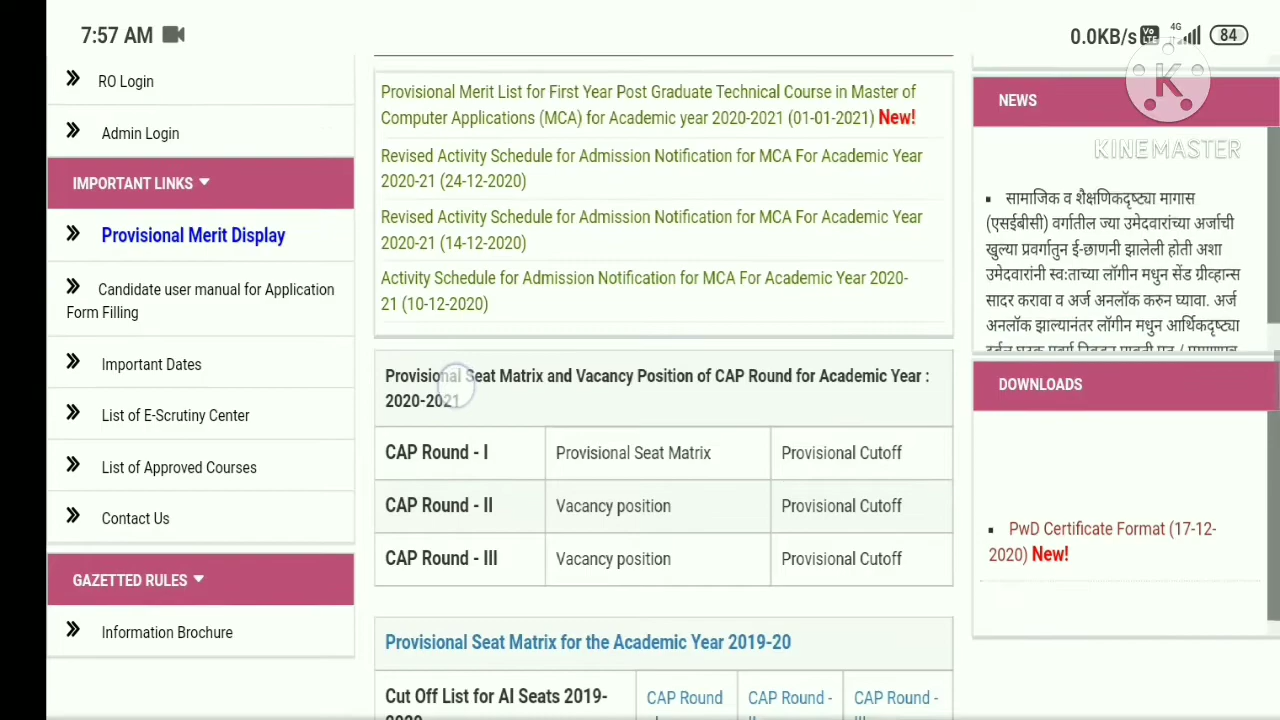 7:57 AM
0.0KB/s Vo LTE 4G 84
RO Login
Admin Login
IMPORTANT LINKS
Provisional Merit Display
Candidate user manual for Application
Form Filling
Important Dates
List of E-Scrutiny Center
List of Approved Courses
Contact Us
GAZETTED RULES
Information Brochure
Provisional Merit List for First Year Post Graduate Technical Course in Master of
Computer Applications (MCA) for Academic year 2020-2021 (01-01-2021) New!
Revised Activity Schedule for Admission Notification for MCA For Academic Year
2020-21 (24-12-2020)
Revised Activity Schedule for Admission Notification for MCA For Academic Year
2020-21 (14-12-2020)
Activity Schedule for Admission Notification for MCA For Academic Year 2020-
21 (10-12-2020)
Provisional Seat Matrix and Vacancy Position of CAP Round for Academic Year :
2020-2021
CAP Round - I Provisional Seat Matrix Provisional Cutoff
CAP Round - II Vacancy position Provisional Cutoff
CAP Round - III Vacancy position Provisional Cutoff
Provisional Seat Matrix for the Academic Year 2019-20
Cut Off List for AI Seats 2019- CAP Round CAP Round - CAP Round -
NEWS
K
KINEMASTER
सामाजिक व शैक्षणिकदृष्ट्या मागास
(एसईबीसी) वर्गातील ज्या उमेदवारांच्या अर्जाची
खुल्या प्रवर्गातुन ई-छाणनी झालेली होती अशा
उमेदवारांनी स्व:ताच्या लॉगीन मधुन सेंड ग्रीव्हान्स
सादर करावा व अर्ज अनलॉक करुन घ्यावा. अर्ज
अनलॉक झाल्यानंतर लॉगीन मधुन आर्थिकदृष्ट्या
DOWNLOADS
PwD Certificate Format (17-12-
2020) New!